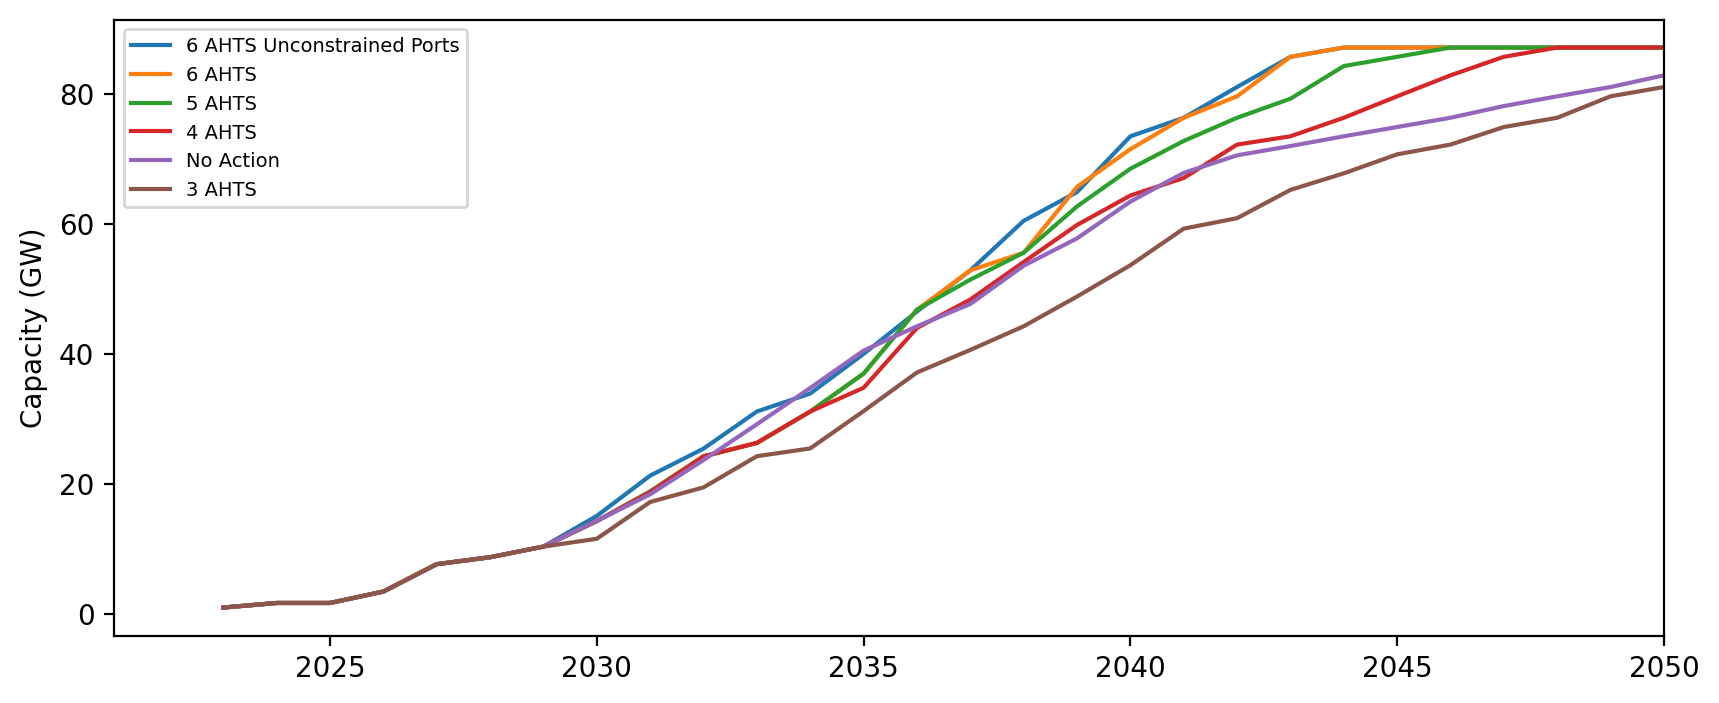 6 AHTS Unconstrained Ports
6 AHTS
5 AHTS
4 AHTS
No Action
3 AHTS
Capacity (GW)
80
60
40
20
0
2025
2030
2035
2040
2045
2050